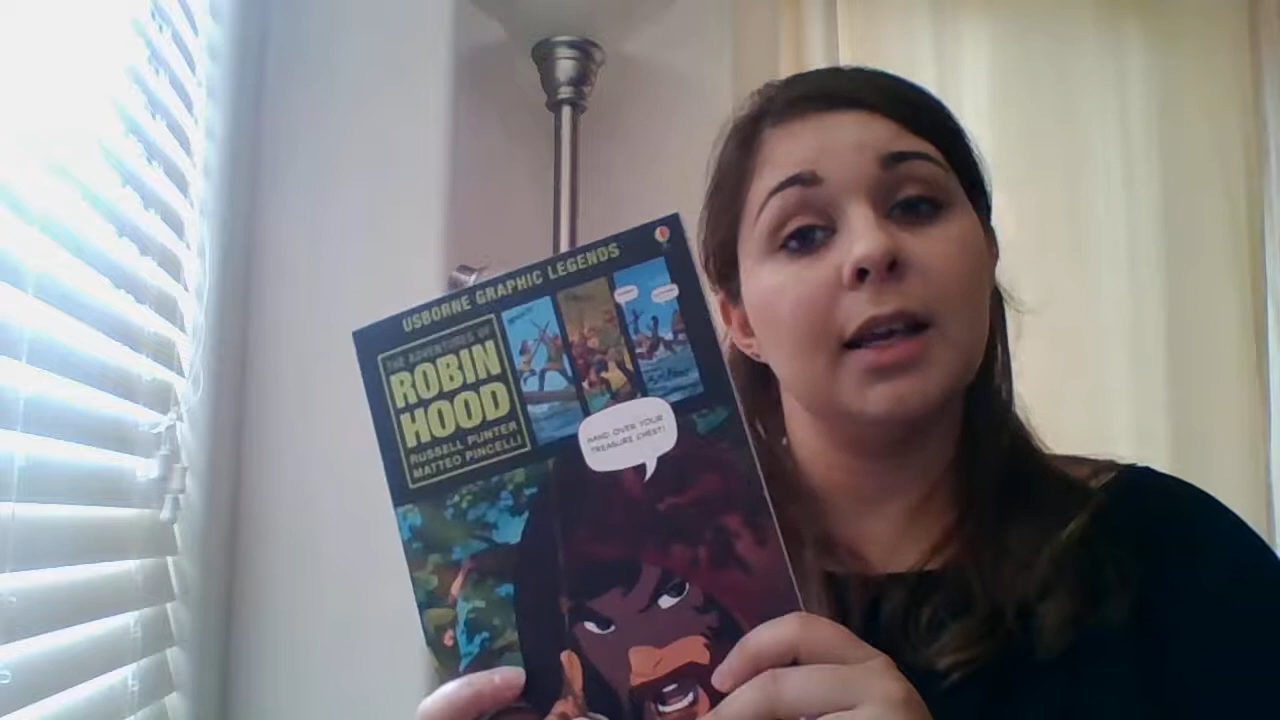 USBORNE GRAPHIC LEGENDS
THE ADVENTURES OF
ROBIN
HOOD
RUSSELL PUNTER
MATTEO PINCELLI
HAND OVER YOUR
TREASURE CHEST!